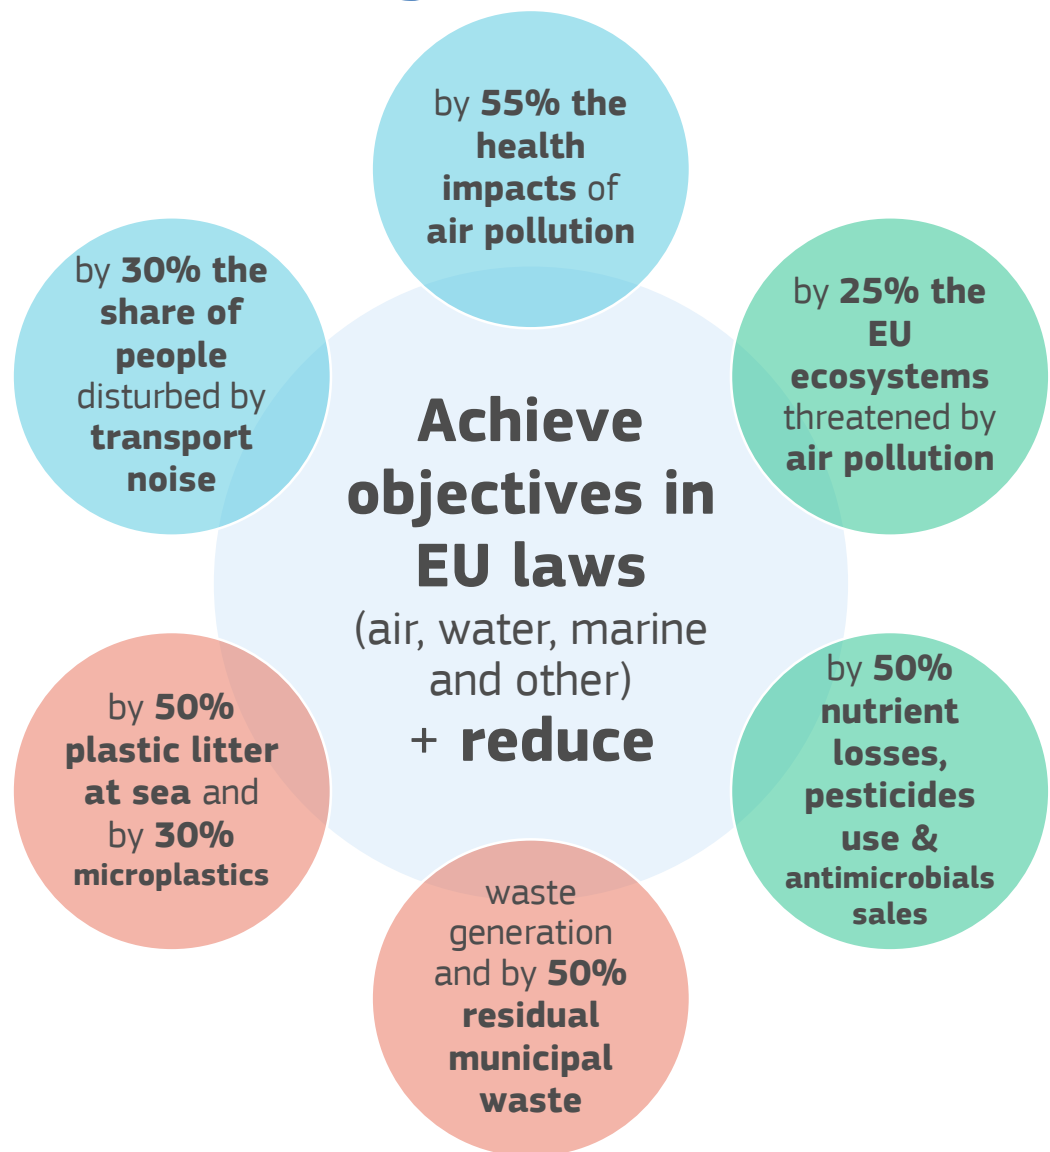 by 55% the
health
impacts of
air pollution
by 30% the
share of
people
disturbed by
transport
noise
by 25% the
EU
ecosystems
threatened by
air pollution
Achieve
objectives in
EU laws
(air, water, marine
and other)
+ reduce
by 50%
plastic litter
at sea and
by 30%
microplastics
by 50%
nutrient
losses,
pesticides
use &
antimicrobials
sales
waste
generation
and by 50%
residual
municipal
waste